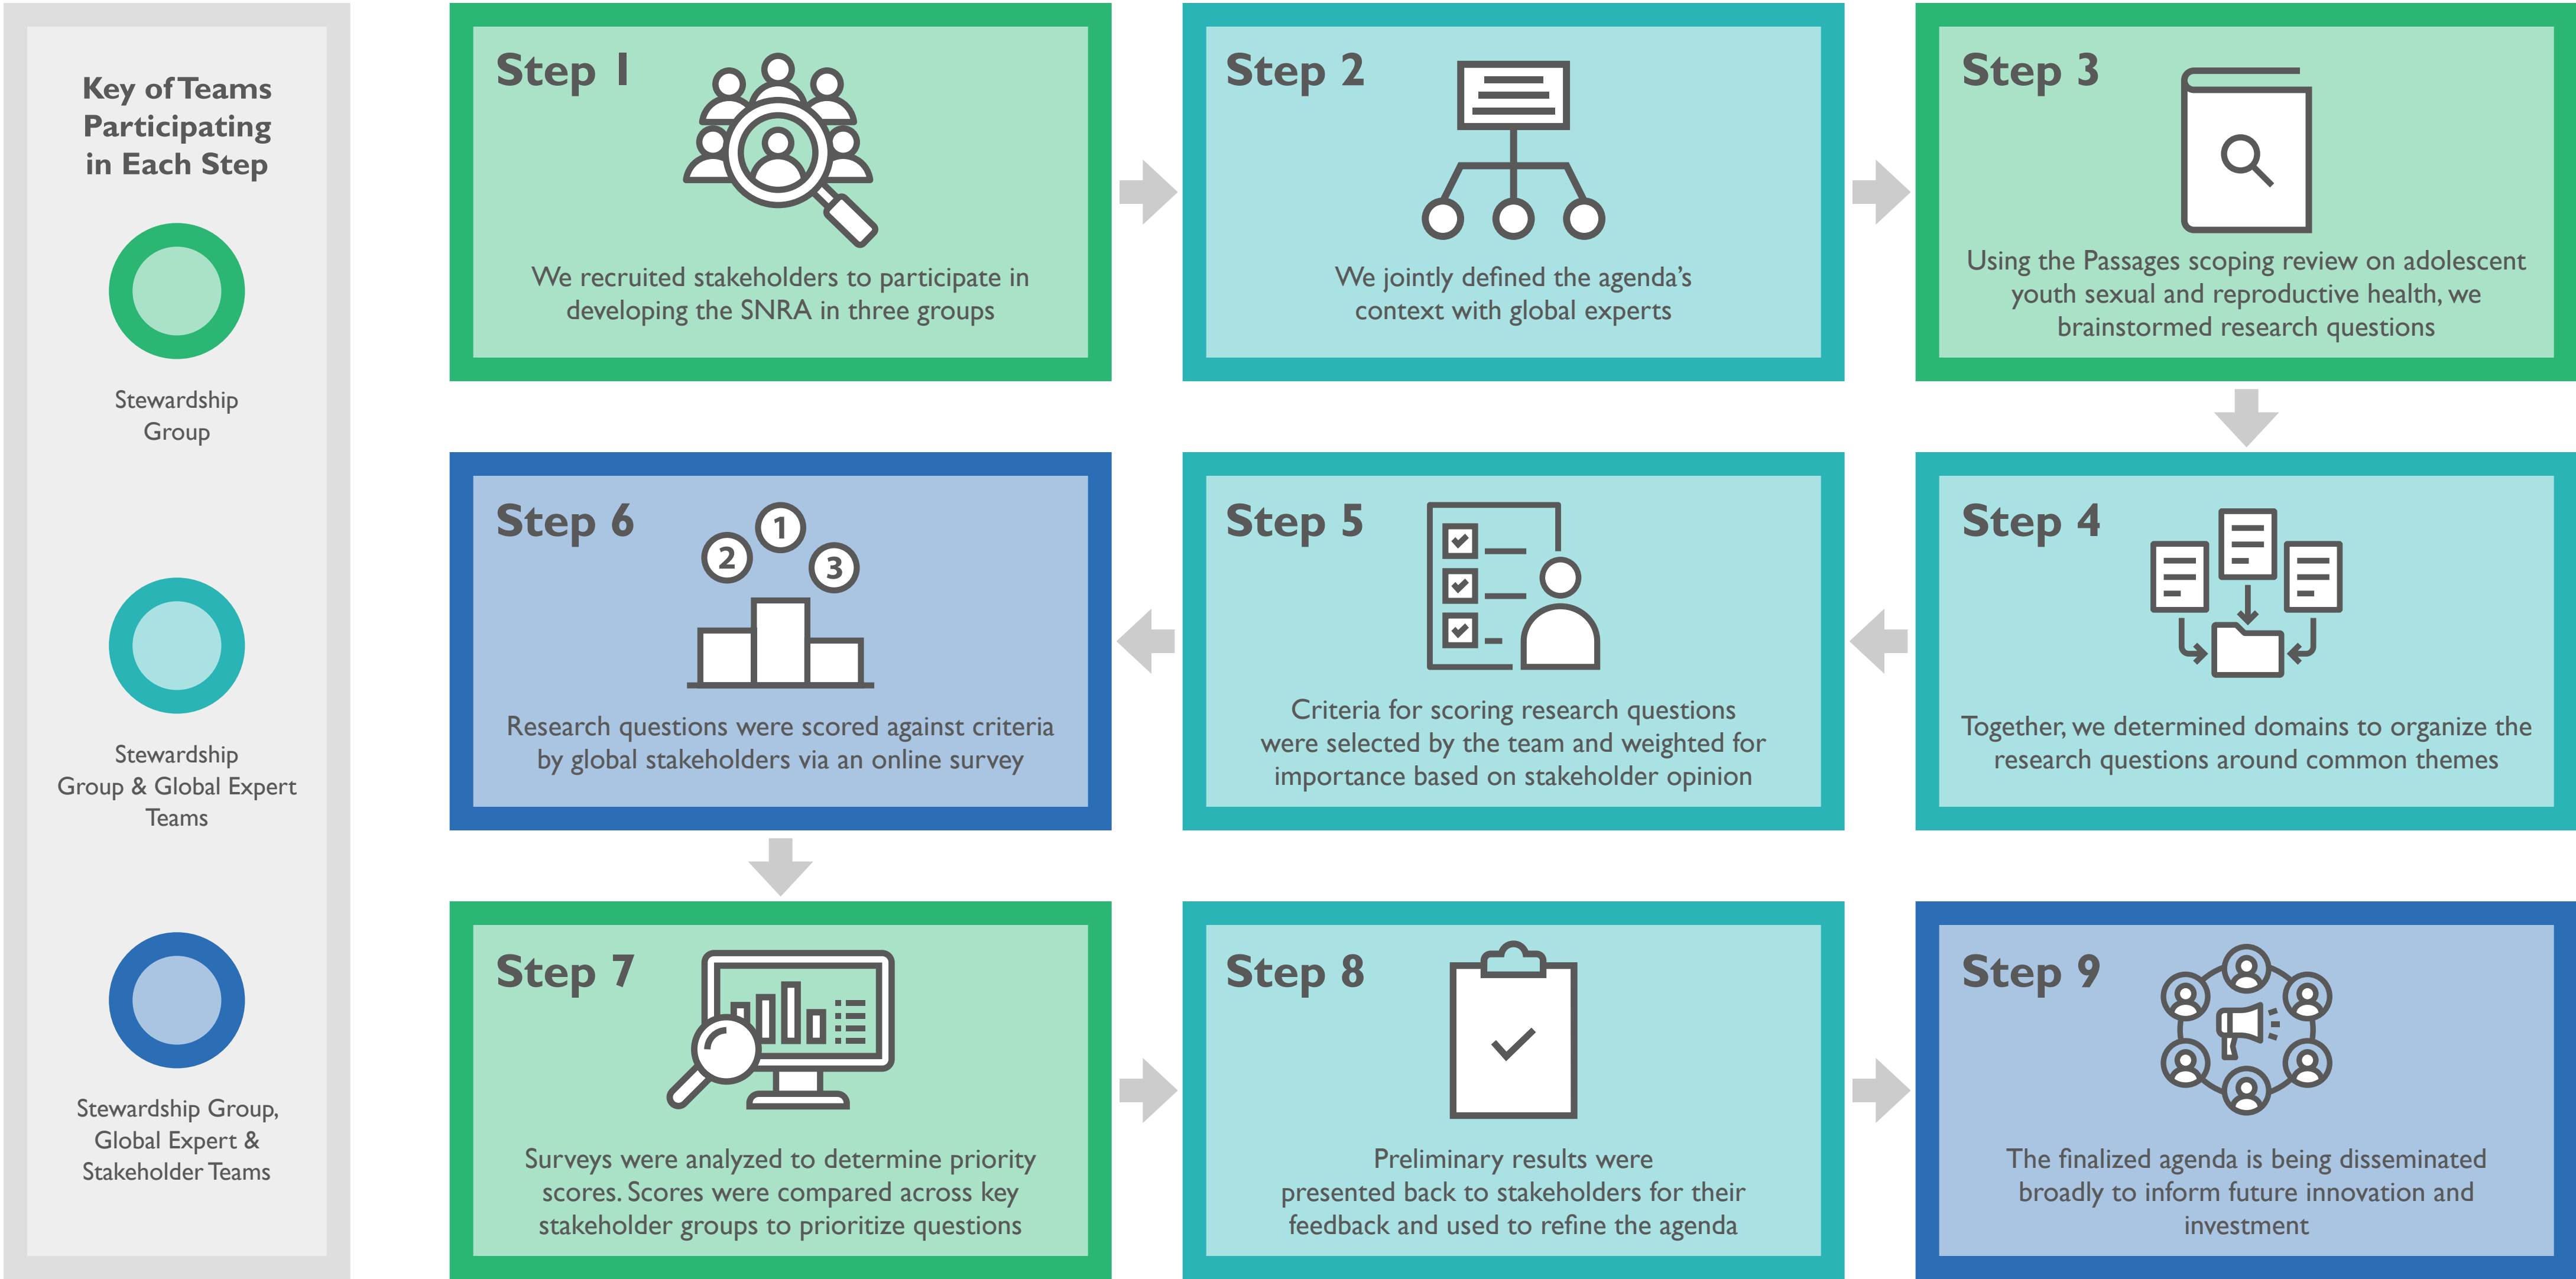 Key of Teams
Participating
in Each Step
Stewardship
Group
Stewardship
Group & Global Expert
Teams
Stewardship Group,
Global Expert &
Stakeholder Teams
Step 1
We recruited stakeholders to participate in
developing the SNRA in three groups
Step 2
We jointly defined the agenda's
context with global experts
Step 3
Using the Passages scoping review on adolescent
youth sexual and reproductive health, we
brainstormed research questions
Step 4
Together, we determined domains to organize the
research questions around common themes
Step 5
Criteria for scoring research questions
were selected by the team and weighted for
importance based on stakeholder opinion
Step 6
1
2
3
Research questions were scored against criteria
by global stakeholders via an online survey
Step 7
Surveys were analyzed to determine priority
scores. Scores were compared across key
stakeholder groups to prioritize questions
Step 8
Preliminary results were
presented back to stakeholders for their
feedback and used to refine the agenda
Step 9
The finalized agenda is being disseminated
broadly to inform future innovation and
investment